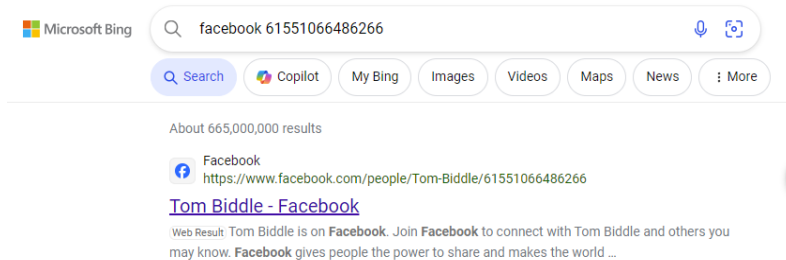 Microsoft Bing
facebook 61551066486266
Search Copilot My Bing Images Videos Maps News More
About 665,000,000 results
Facebook
https://www.facebook.com/people/Tom-Biddle/61551066486266
Tom Biddle - Facebook
Web Result Tom Biddle is on Facebook. Join Facebook to connect with Tom Biddle and others you
may know. Facebook gives people the power to share and makes the world ...